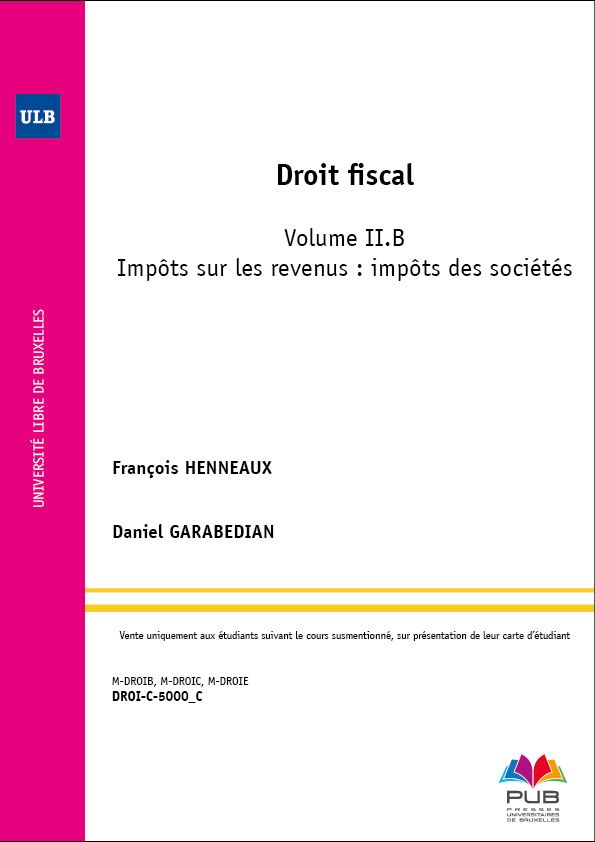 ULB
UNIVERSITÉ LIBRE DE BRUXELLES
Droit fiscal
Volume II.B
Impôts sur les revenus : impôts des sociétés
François HENNEAUX
Daniel GARABEDIAN
Vente uniquement aux étudiants suivant le cours susmentionné, sur présentation de leur carte d’étudiant
M-DROIB, M-DROIC, M-DROIE
DROI-C-5000_C
PUB
PRESSES
UNIVERSITAIRES
DE BRUXELLES